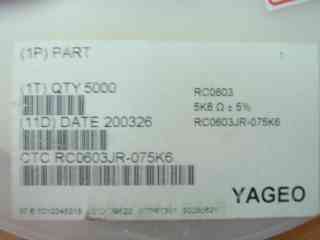 (1P) PART
(1T) QTY 5000
RC0603
5K6 Ω ± 5%
(11D) DATE 200326
RC0603JR-075K6
CTC RC0603JR-075K6
YAGEO